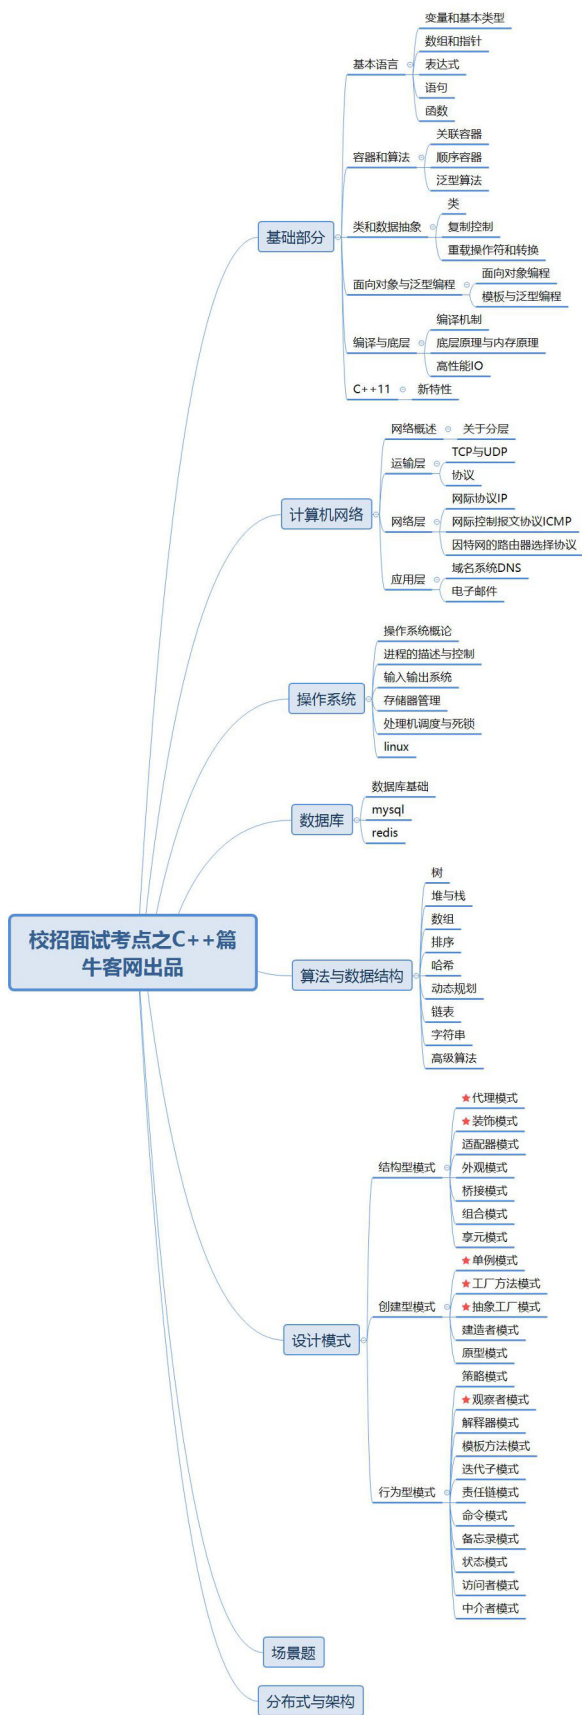 校招面试考点之C++篇
牛客网出品
基础部分
基本语言
变量和基本类型
数组和指针
表达式
语句
函数
容器和算法
关联容器
顺序容器
泛型算法
类和数据抽象
类
复制控制
重载操作符和转换
面向对象与泛型编程
面向对象编程
模板与泛型编程
编译与底层
编译机制
底层原理与内存原理
高性能IO
C++11
新特性
计算机网络
网络概述
关于分层
运输层
TCP与UDP
协议
网络层
网际协议IP
网际控制报文协议ICMP
因特网的路由器选择协议
应用层
域名系统DNS
电子邮件
操作系统
操作系统概论
进程的描述与控制
输入输出系统
存储器管理
处理机调度与死锁
linux
数据库
数据库基础
mysql
redis
算法与数据结构
树
堆与栈
数组
排序
哈希
动态规划
链表
字符串
高级算法
设计模式
结构型模式
代理模式
装饰模式
适配器模式
外观模式
桥接模式
组合模式
享元模式
创建型模式
单例模式
工厂方法模式
抽象工厂模式
建造者模式
原型模式
行为型模式
策略模式
观察者模式
解释器模式
模板方法模式
迭代子模式
责任链模式
命令模式
备忘录模式
状态模式
访问者模式
中介者模式
场景题
分布式与架构